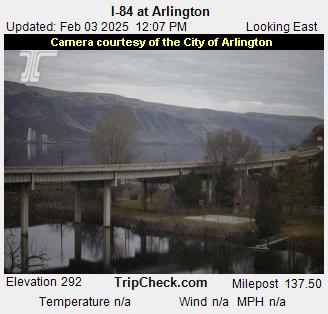 I-84 at Arlington
Updated: Feb 03 2025 12:07 PM Looking East
Camera courtesy of the City of Arlington
Elevation 292 TripCheck.com Milepost 137.50
Temperature n/a Wind n/a MPH n/a